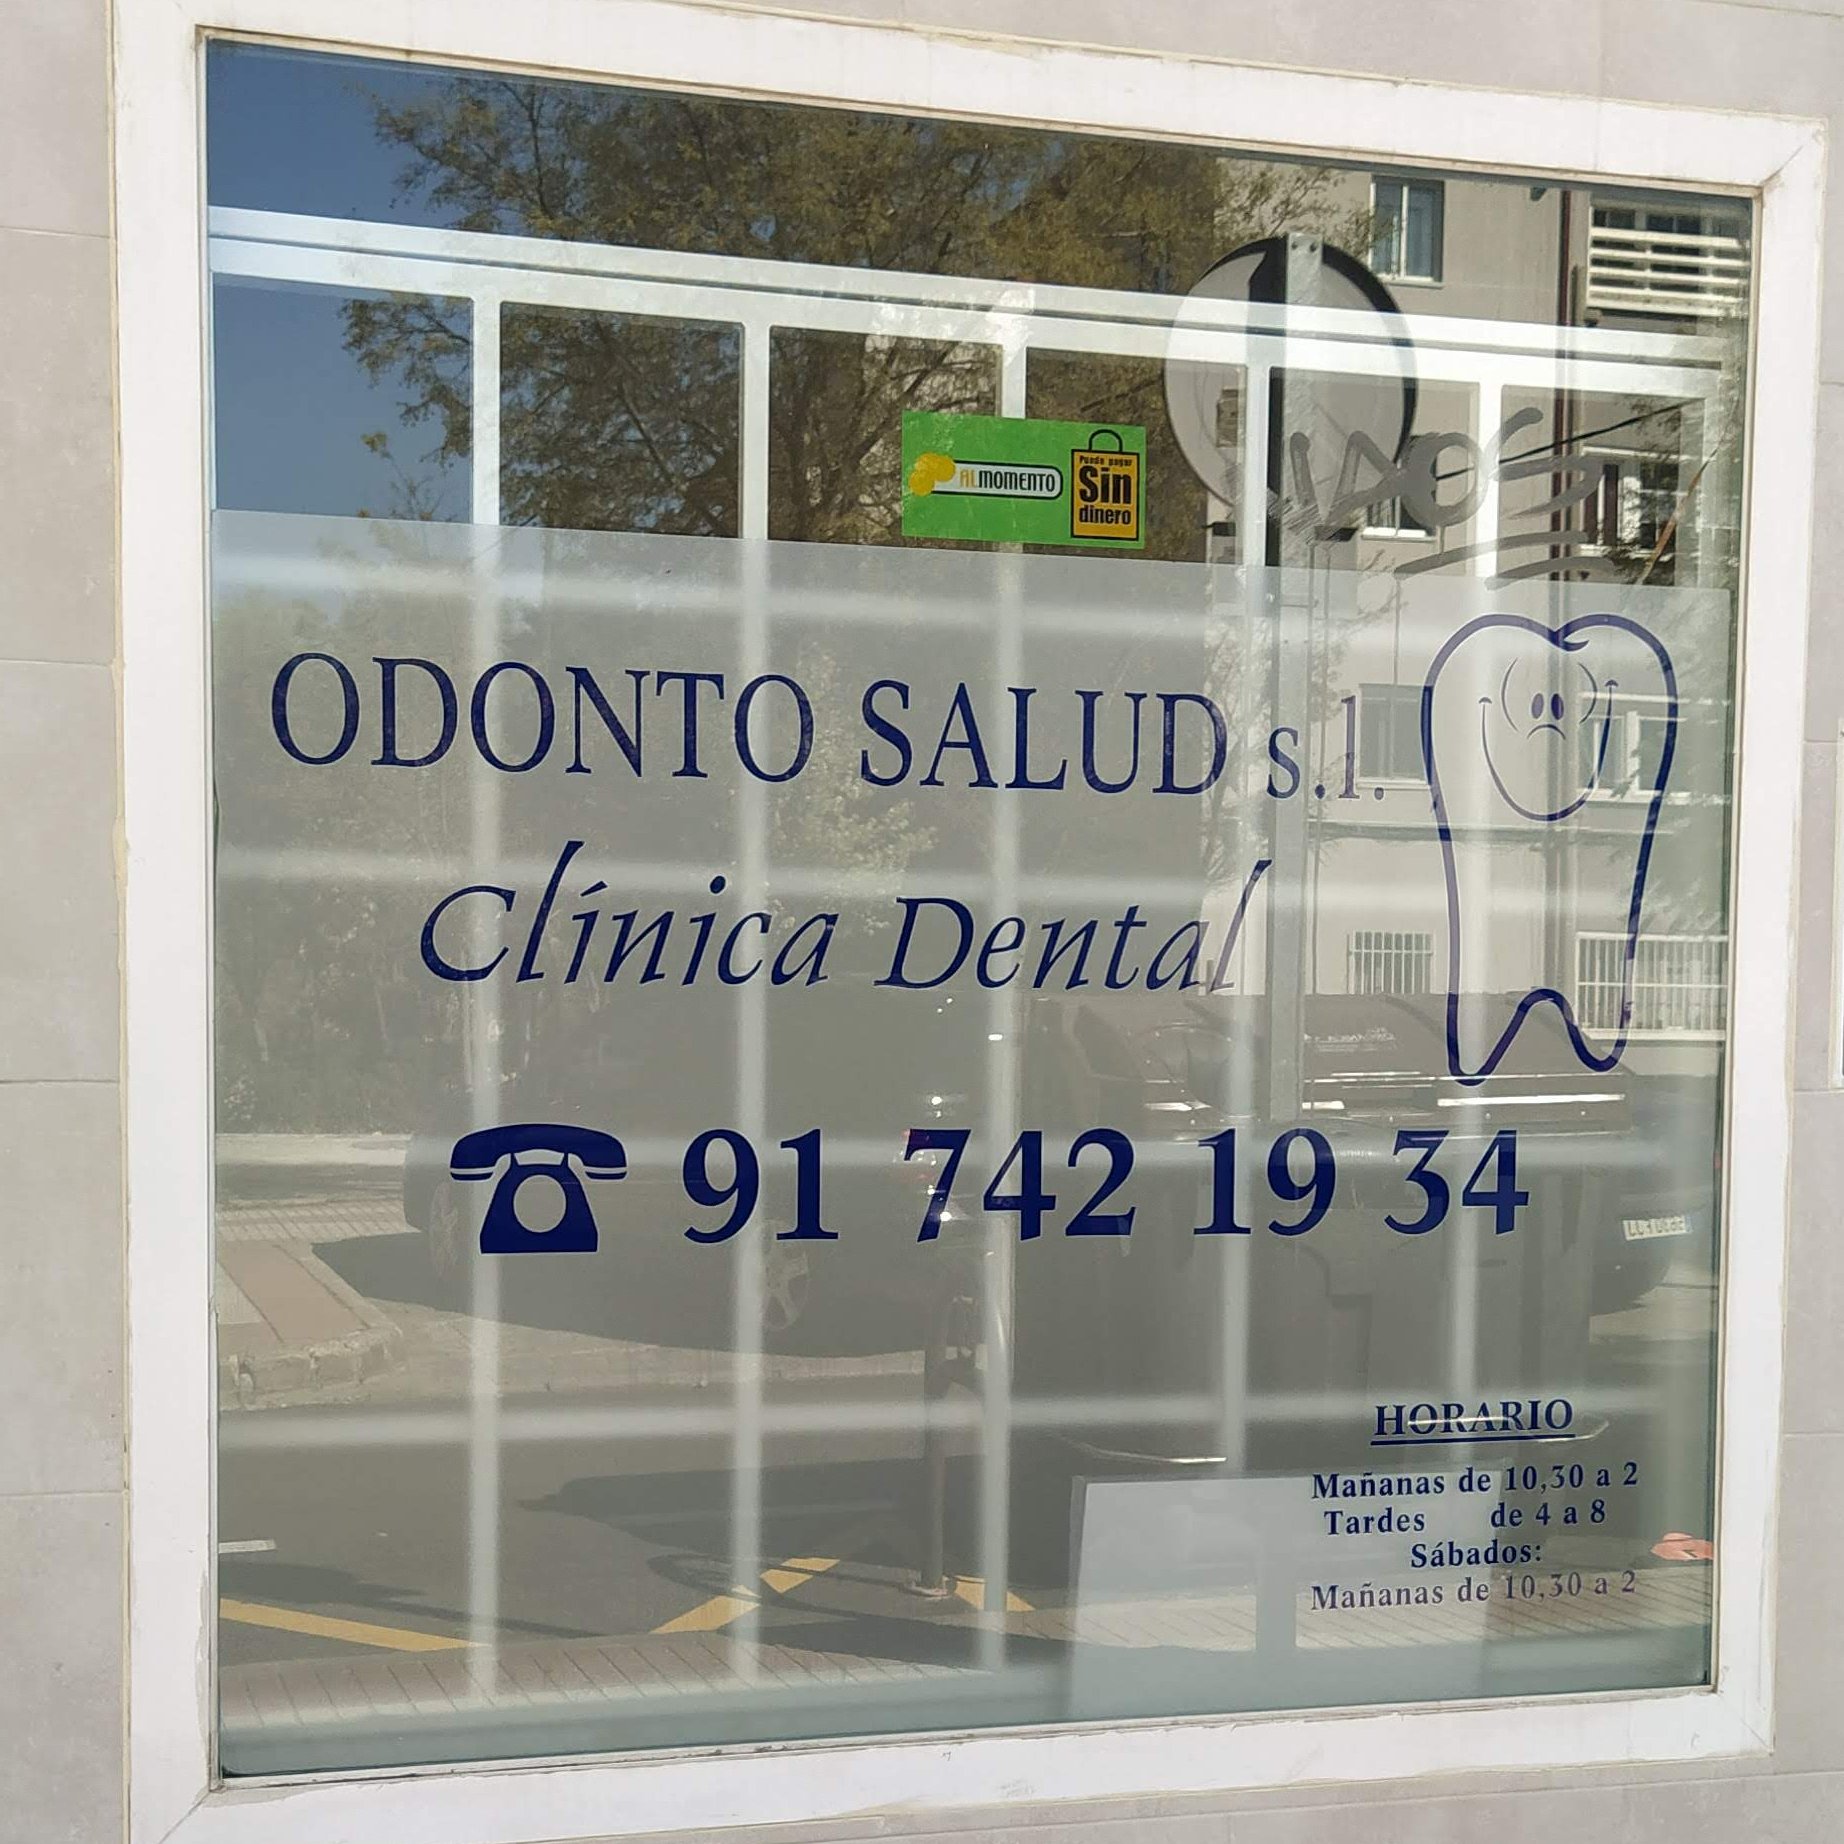 ALMOMENTO
Puede pagar
Sin
dinero
ODONTO SALUD s.l.
Clínica Dental
91 742 19 34
HORARIO
Mañanas de 10,30 a 2
Tardes de 4 a 8
Sábados:
Mañanas de 10,30 a 2